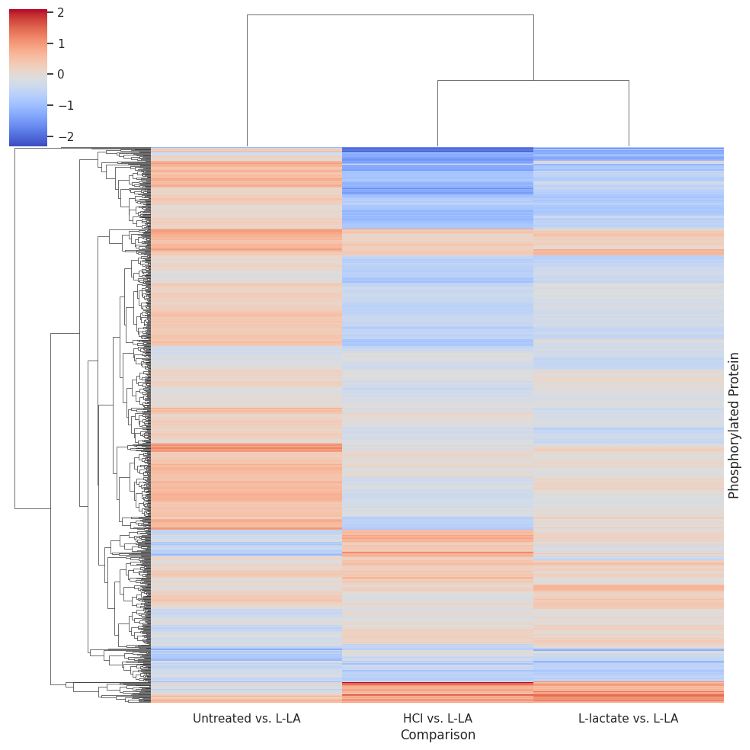 2
1
0
−1
−2
Phosphorylated Protein
Untreated vs. L-LA
HCl vs. L-LA
L-lactate vs. L-LA
Comparison